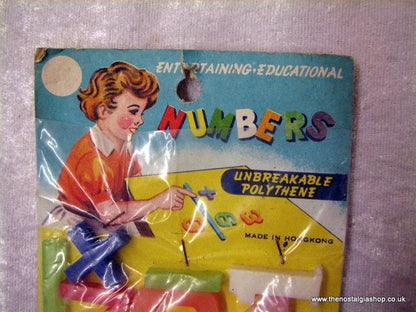 ENTERTAINING·EDUCATIONAL
NUMBERS
UNBREAKABLE
POLYTHENE
MADE IN HONGKONG
www.thenostalgiashop.co.uk